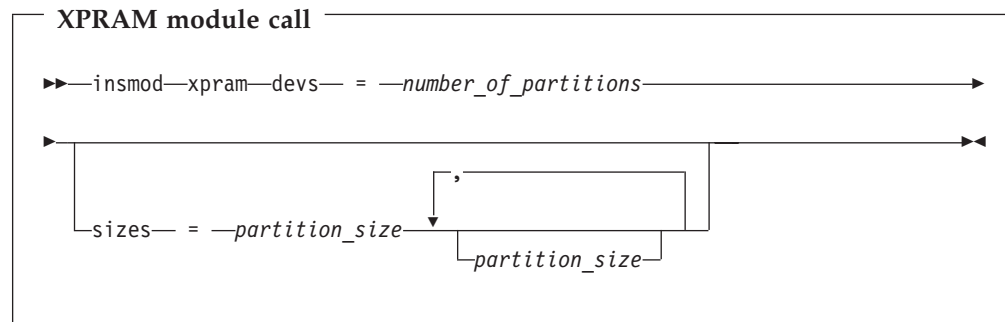 XPRAM module call
insmod xpram devs = number_of_partitions
,
sizes = partition_size
partition_size